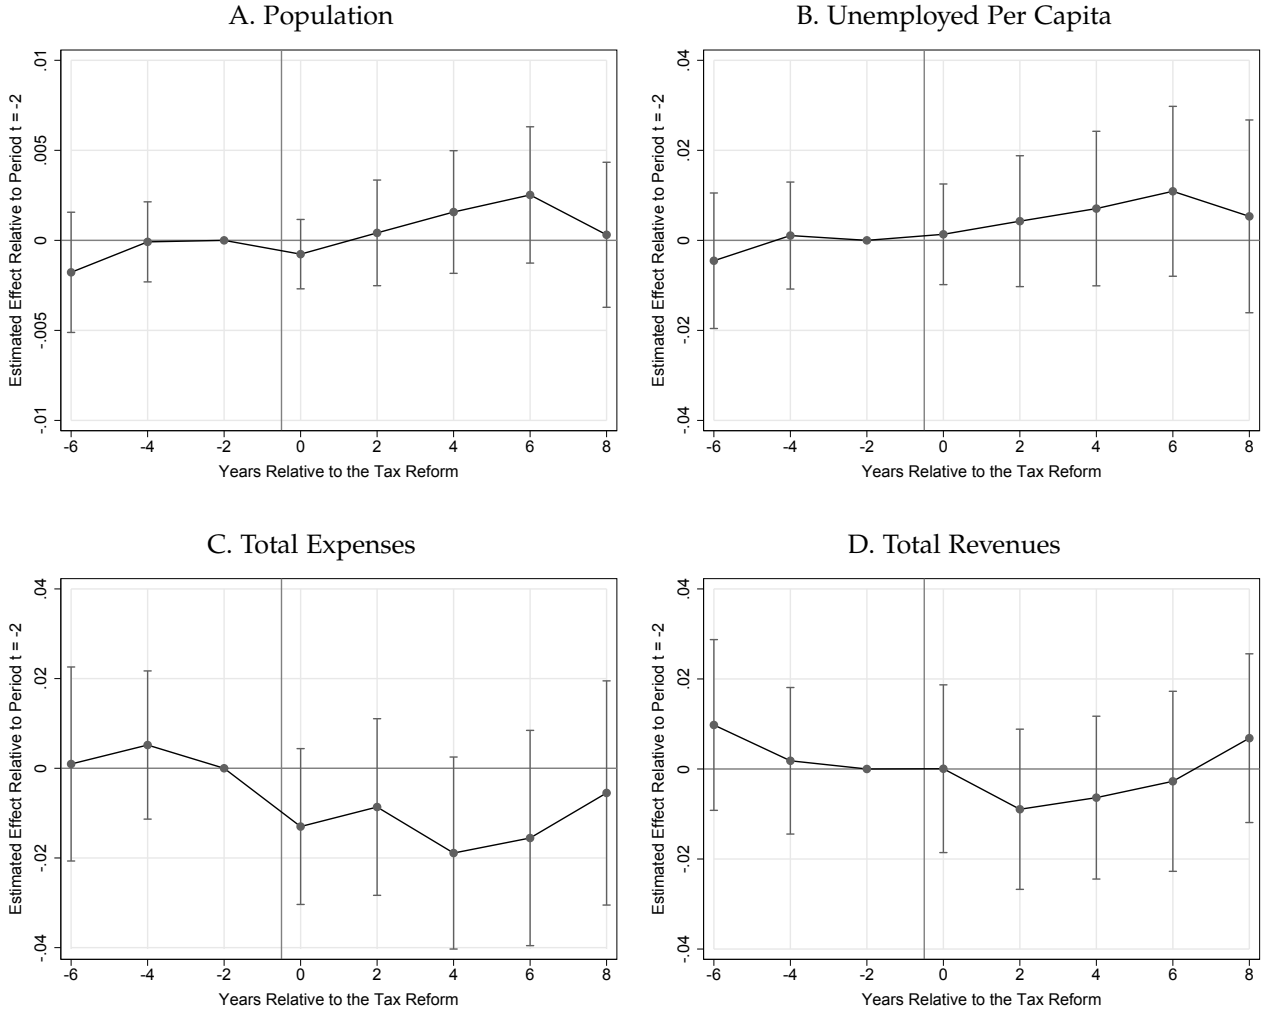 A. Population
Estimated Effect Relative to Period t = -2
.01
.005
0
-.005
-.01
-6 -4 -2 0 2 4 6 8
Years Relative to the Tax Reform
B. Unemployed Per Capita
Estimated Effect Relative to Period t = -2
.04
.02
0
-.02
-.04
-6 -4 -2 0 2 4 6 8
Years Relative to the Tax Reform
C. Total Expenses
Estimated Effect Relative to Period t = -2
.04
.02
0
-.02
-.04
-6 -4 -2 0 2 4 6 8
Years Relative to the Tax Reform
D. Total Revenues
Estimated Effect Relative to Period t = -2
.04
.02
0
-.02
-.04
-6 -4 -2 0 2 4 6 8
Years Relative to the Tax Reform